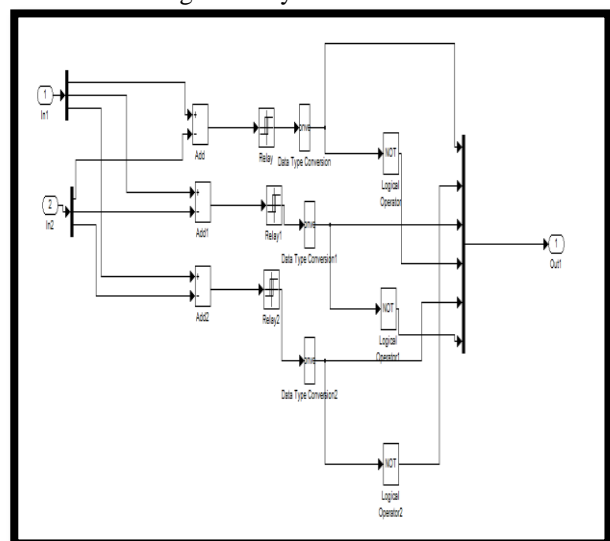 1
In1
2
In2
+
−
Add
+
−
Add1
+
−
Add2
Relay
Relay1
Relay2
Data Type Conversion
Data Type Conversion1
Data Type Conversion2
NOT
Logical
Operator
NOT
Logical
Operator1
NOT
Logical
Operator2
1
Out1